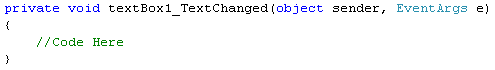 private void textBox1_TextChanged(object sender, EventArgs e)
{
    //Code Here
}